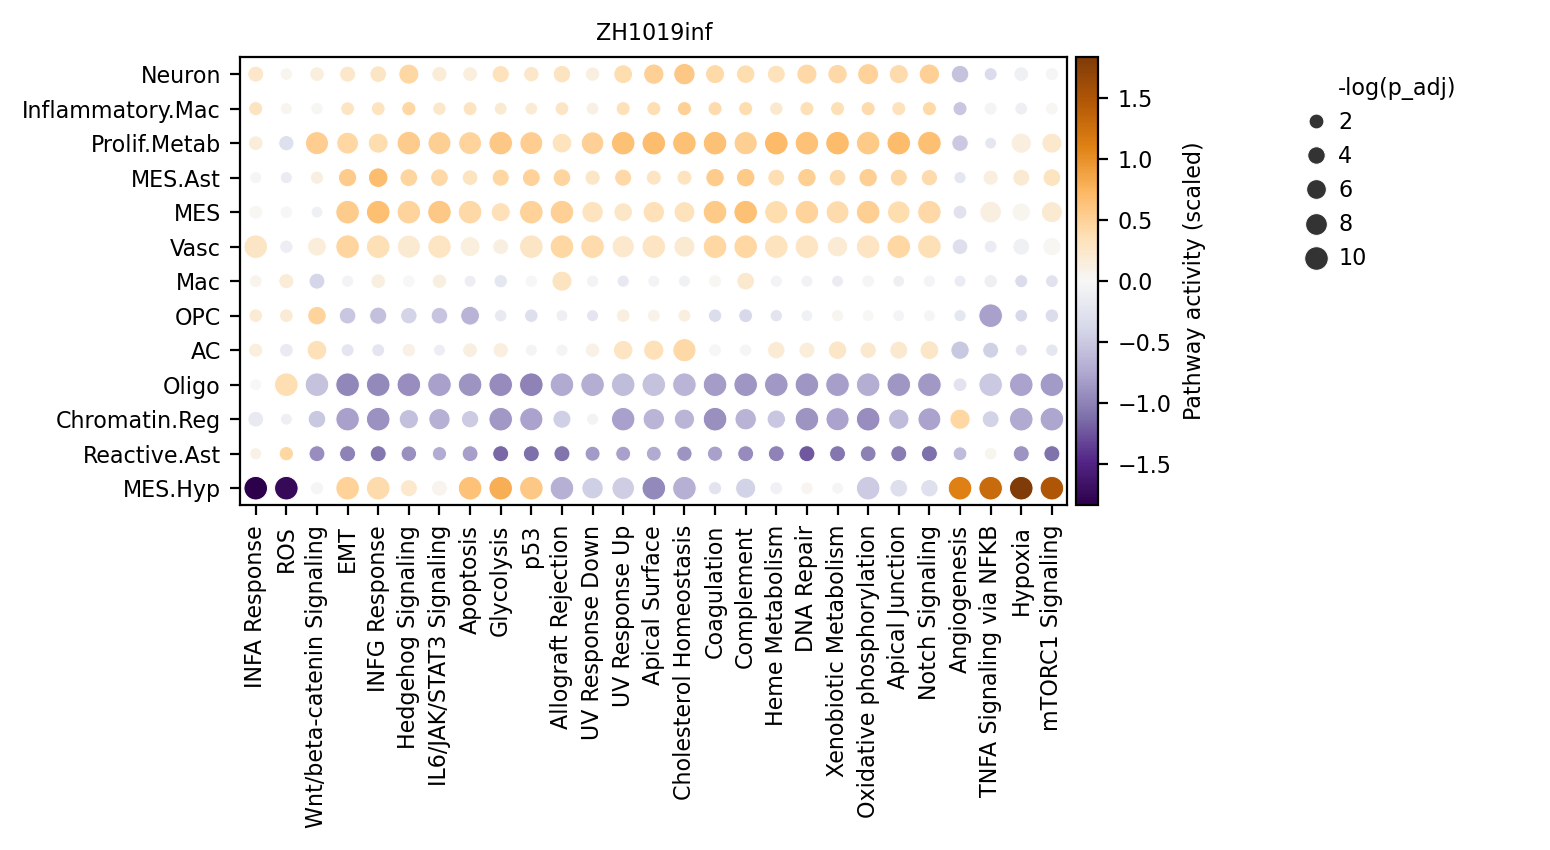 ZH1019inf
Neuron
Inflammatory.Mac
Prolif.Metab
MES.Ast
MES
Vasc
Mac
OPC
AC
Oligo
Chromatin.Reg
Reactive.Ast
MES.Hyp
INFA Response
ROS
Wnt/beta-catenin Signaling
EMT
INFG Response
Hedgehog Signaling
IL6/JAK/STAT3 Signaling
Apoptosis
Glycolysis
p53
Allograft Rejection
UV Response Down
UV Response Up
Apical Surface
Cholesterol Homeostasis
Coagulation
Complement
Heme Metabolism
DNA Repair
Xenobiotic Metabolism
Oxidative phosphorylation
Apical Junction
Notch Signaling
Angiogenesis
TNFA Signaling via NFKB
Hypoxia
mTORC1 Signaling
1.5
1.0
0.5
0.0
−0.5
−1.0
−1.5
Pathway activity (scaled)
-log(p_adj)
2
4
6
8
10